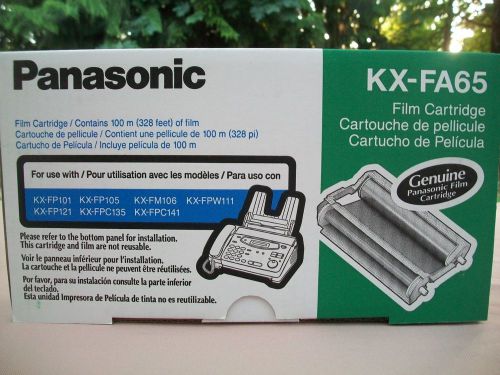 Panasonic
KX-FA65
Film Cartridge
Cartouche de pellicule
Cartucho de Película
Film Cartridge / Contains 100 m (328 feet) of film
Cartouche de pellicule / Contient une pellicule de 100 m (328 pi)
Cartucho de Película / Incluye película de 100 m
For use with / Pour utilisation avec les modèles / Para uso con
KX-FP101 KX-FP105 KX-FM106 KX-FPW111
KX-FP121 KX-FPC135 KX-FPC141
Genuine
Panasonic Film
Cartridge
Please refer to the bottom panel for installation.
This cartridge and film are not reusable.
Voir le panneau inférieur pour l'installation.
La cartouche et la pellicule ne peuvent être réutilisées.
Por favor, para su instalación consulte la parte inferior
del teclado.
Esta unidad Impresora de Película de tinta no es reutilizable.